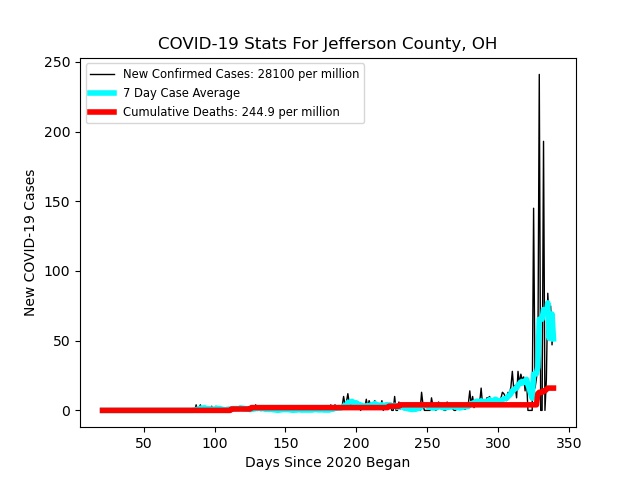 COVID-19 Stats For Jefferson County, OH
New Confirmed Cases: 28100 per million
7 Day Case Average
Cumulative Deaths: 244.9 per million
New COVID-19 Cases
250
200
150
100
50
0
50 100 150 200 250 300 350
Days Since 2020 Began